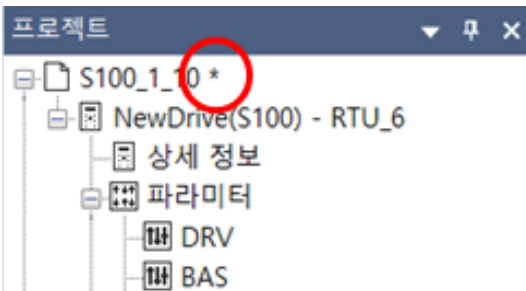 프로젝트
S100_1_10 *
NewDrive(S100) - RTU_6
상세 정보
파라미터
DRV
BAS